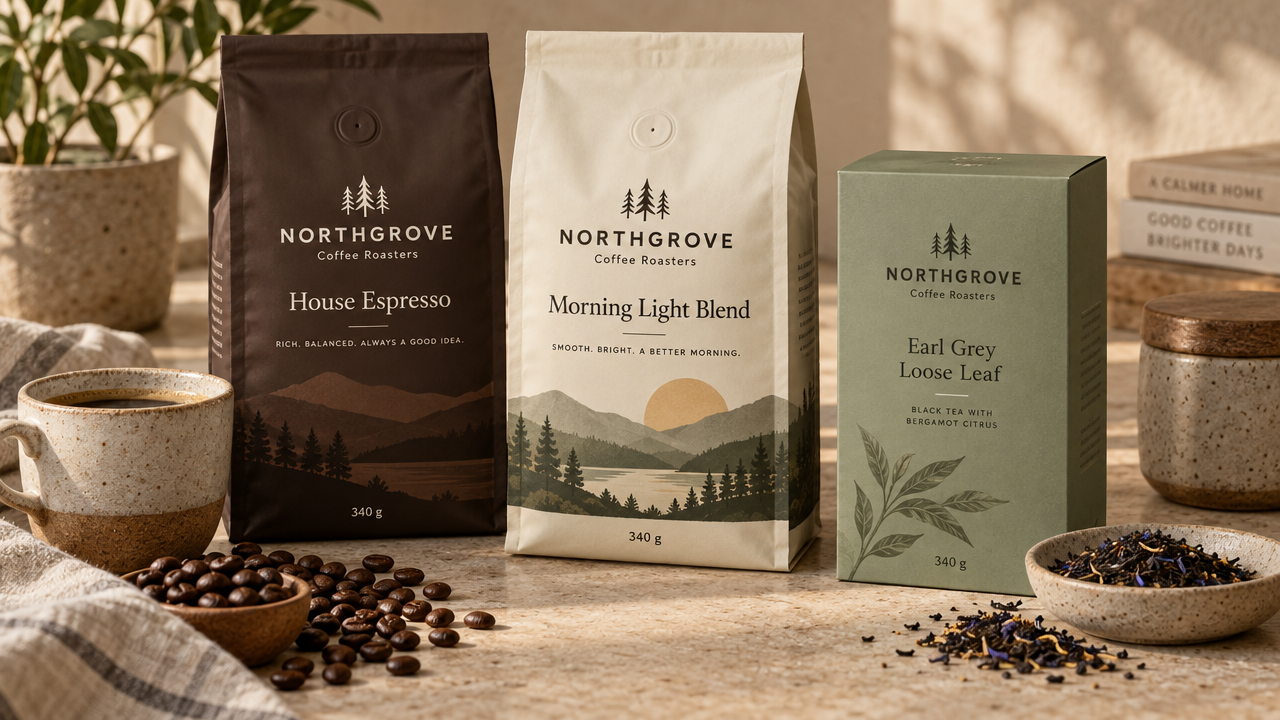 NORTHGROVE
Coffee Roasters
House Espresso
RICH. BALANCED. ALWAYS A GOOD IDEA.
340 g
NORTHGROVE
Coffee Roasters
Morning Light Blend
SMOOTH. BRIGHT. A BETTER MORNING.
340 g
NORTHGROVE
Coffee Roasters
Earl Grey
Loose Leaf
BLACK TEA WITH
BERGAMOT CITRUS
340 g
A CALMER HOME
GOOD COFFEE
BRIGHTER DAYS